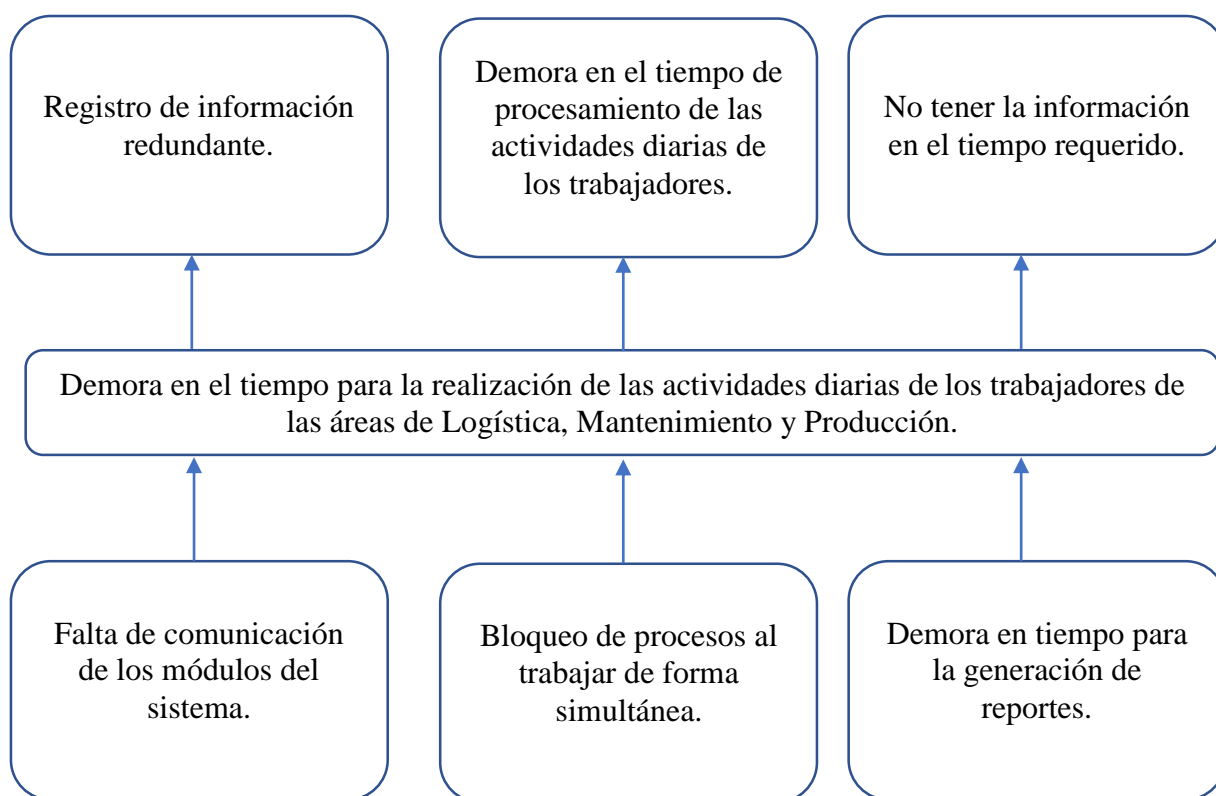 Registro de información
redundante.
Demora en el tiempo de
procesamiento de las
actividades diarias de
los trabajadores.
No tener la información
en el tiempo requerido.
Demora en el tiempo para la realización de las actividades diarias de los trabajadores de
las áreas de Logística, Mantenimiento y Producción.
Falta de comunicación
de los módulos del
sistema.
Bloqueo de procesos al
trabajar de forma
simultánea.
Demora en tiempo para
la generación de
reportes.